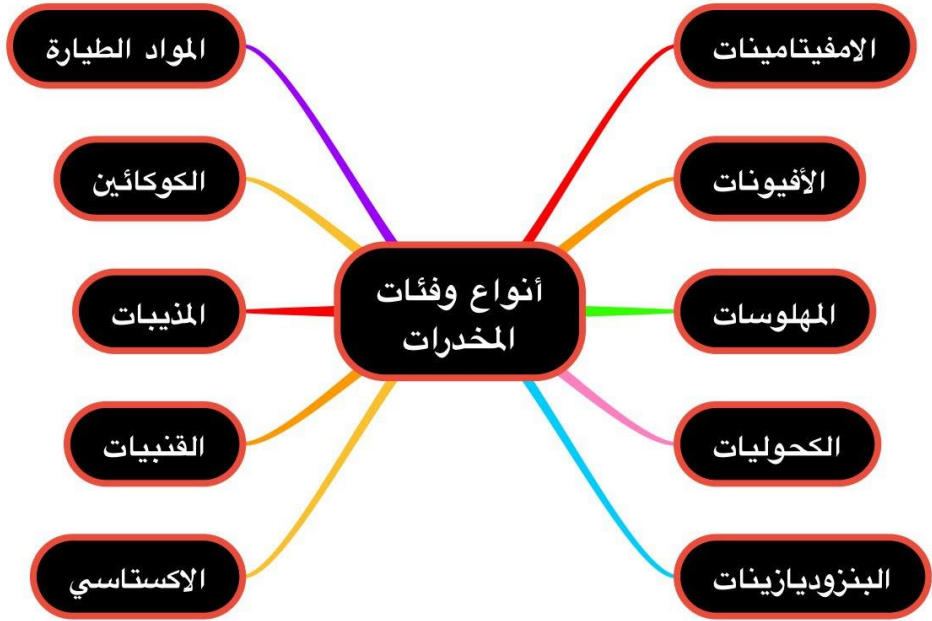 أنواع وفئات
المخدرات
الامفيتامينات
الأفيونات
المهلوسات
الكحوليات
البنزوديازينات
المواد الطيارة
الكوكائين
المذيبات
القنبيات
الاكستاسي